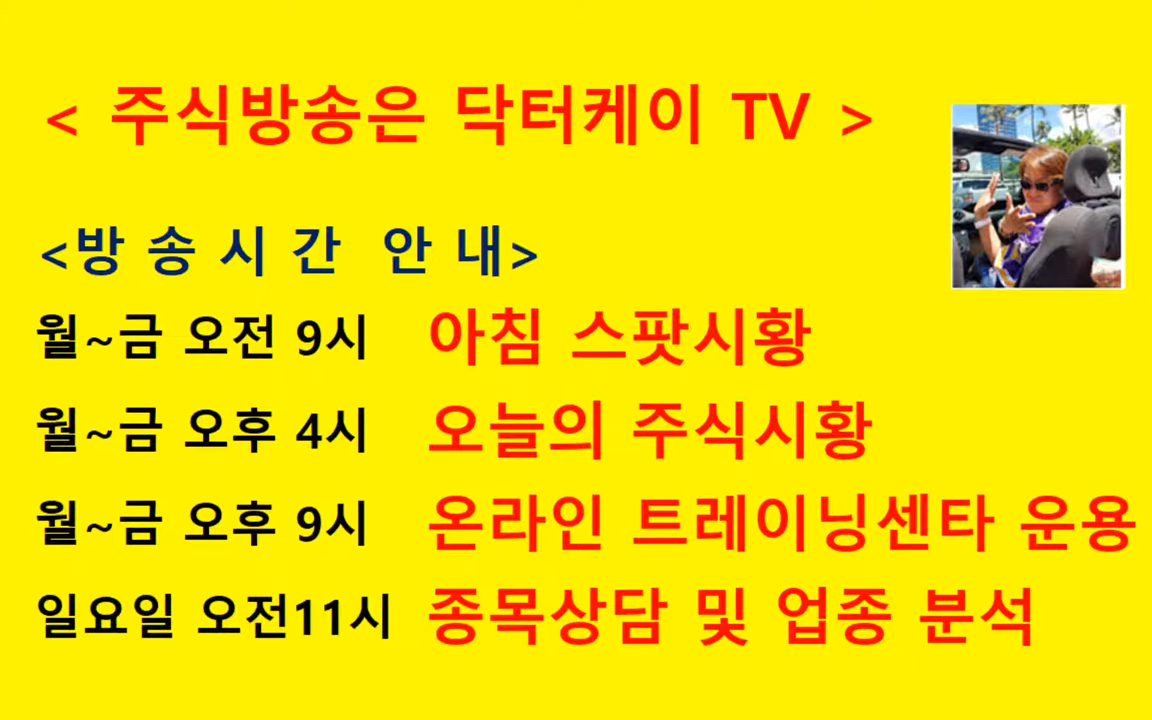 < 주식방송은 닥터케이 TV >
<방 송 시 간 안 내>
월~금 오전 9시 아침 스팟시황
월~금 오후 4시 오늘의 주식시황
월~금 오후 9시 온라인 트레이닝센타 운용
일요일 오전11시 종목상담 및 업종 분석